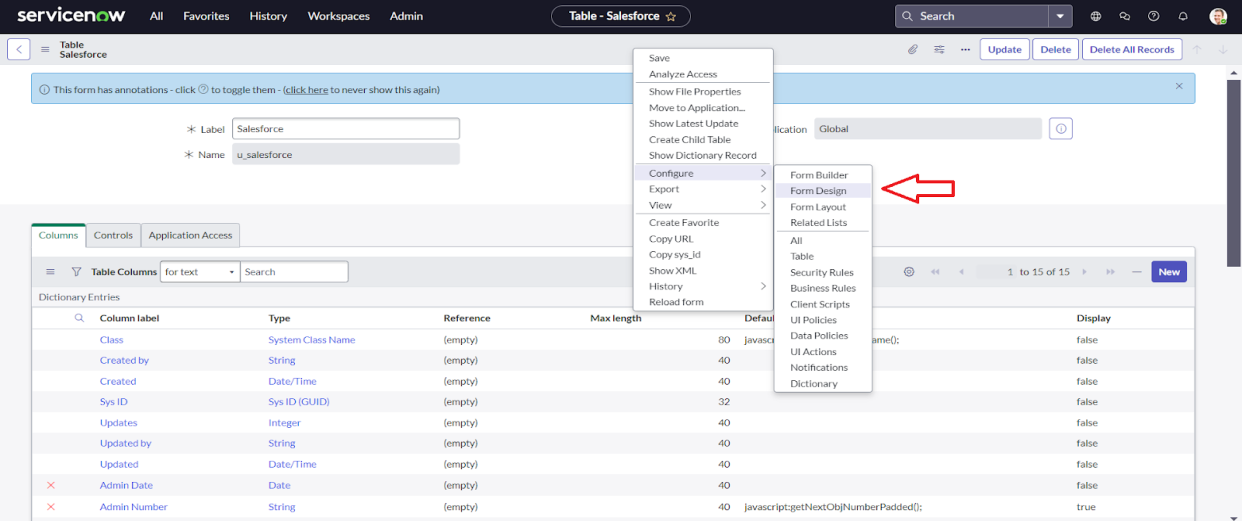 servicenow All Favorites History Workspaces Admin Table - Salesforce Search
Table
Salesforce
Update Delete Delete All Records
This form has annotations - click ? to toggle them - (click here) to never show this again)
Label Salesforce
Name u_salesforce
lication Global
Save
Analyze Access
Show File Properties
Move to Application...
Show Latest Update
Create Child Table
Show Dictionary Record
Configure
Export
View
Create Favorite
Copy URL
Copy sys_id
Show XML
History
Reload form
Form Builder
Form Design
Form Layout
Related Lists
All
Table
Security Rules
Business Rules
Client Scripts
UI Policies
Data Policies
UI Actions
Notifications
Dictionary
Columns Controls Application Access
Table Columns for text Search 1 to 15 of 15 New
Dictionary Entries
Column label Type Reference Max length Defau Display
Class System Class Name (empty) 80 javasc ame(); false
Created by String (empty) 40 false
Created Date/Time (empty) 40 false
Sys ID Sys ID (GUID) (empty) 32 false
Updates Integer (empty) 40 false
Updated by String (empty) 40 false
Updated Date/Time (empty) 40 false
Admin Date Date (empty) 40 false
Admin Number String (empty) 40 javascript:getNextObjNumberPadded(); true